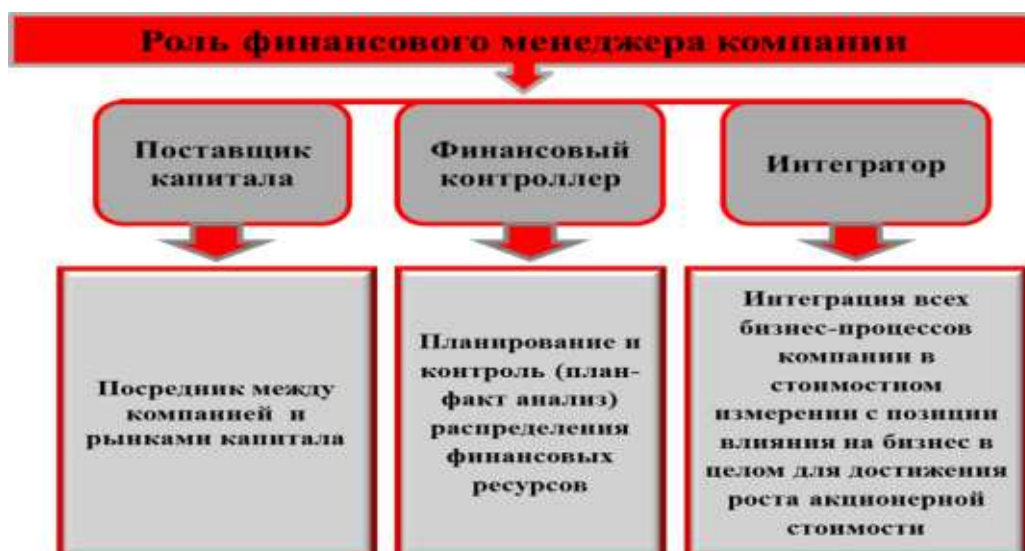 Роль финансового менеджера компании
Поставщик
капитала
Финансовый
контроллер
Интегратор
Посредник между
компанией и
рынками капитала
Планирование и
контроль (план-
факт анализ)
распределения
финансовых
ресурсов
Интеграция всех
бизнес-процессов
компании в
стоимостном
измерении с позиции
влияния на бизнес в
целом для достижения
роста акционерной
стоимости